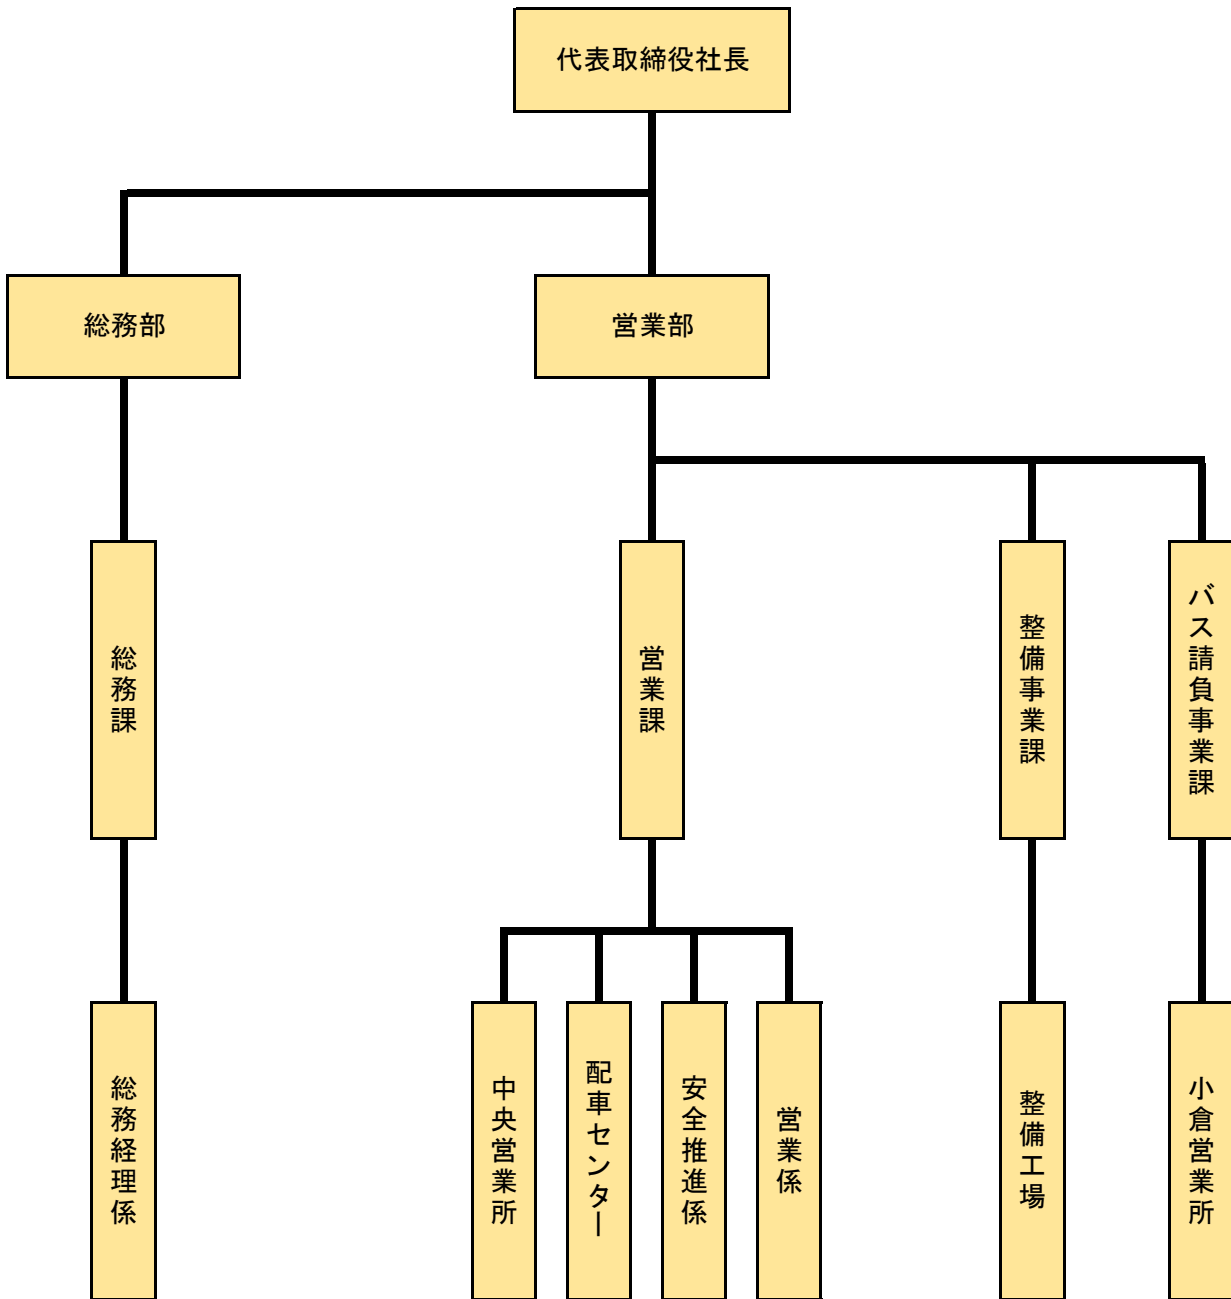 代表取締役社長
総務部
営業部
総務課
営業課
整備事業課
バス請負事業課
総務経理係
中央営業所
配車センター
安全推進係
営業係
整備工場
小倉営業所